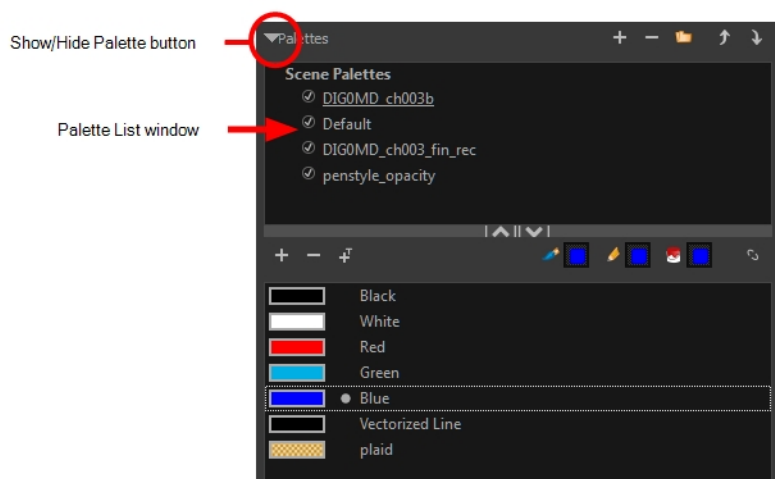 Show/Hide Palette button
Palettes
Scene Palettes
DIG0MD_ch003b
Palette List window
Default
DIG0MD_ch003_fin_rec
penstyle_opacity
Black
White
Red
Green
Blue
Vectorized Line
plaid